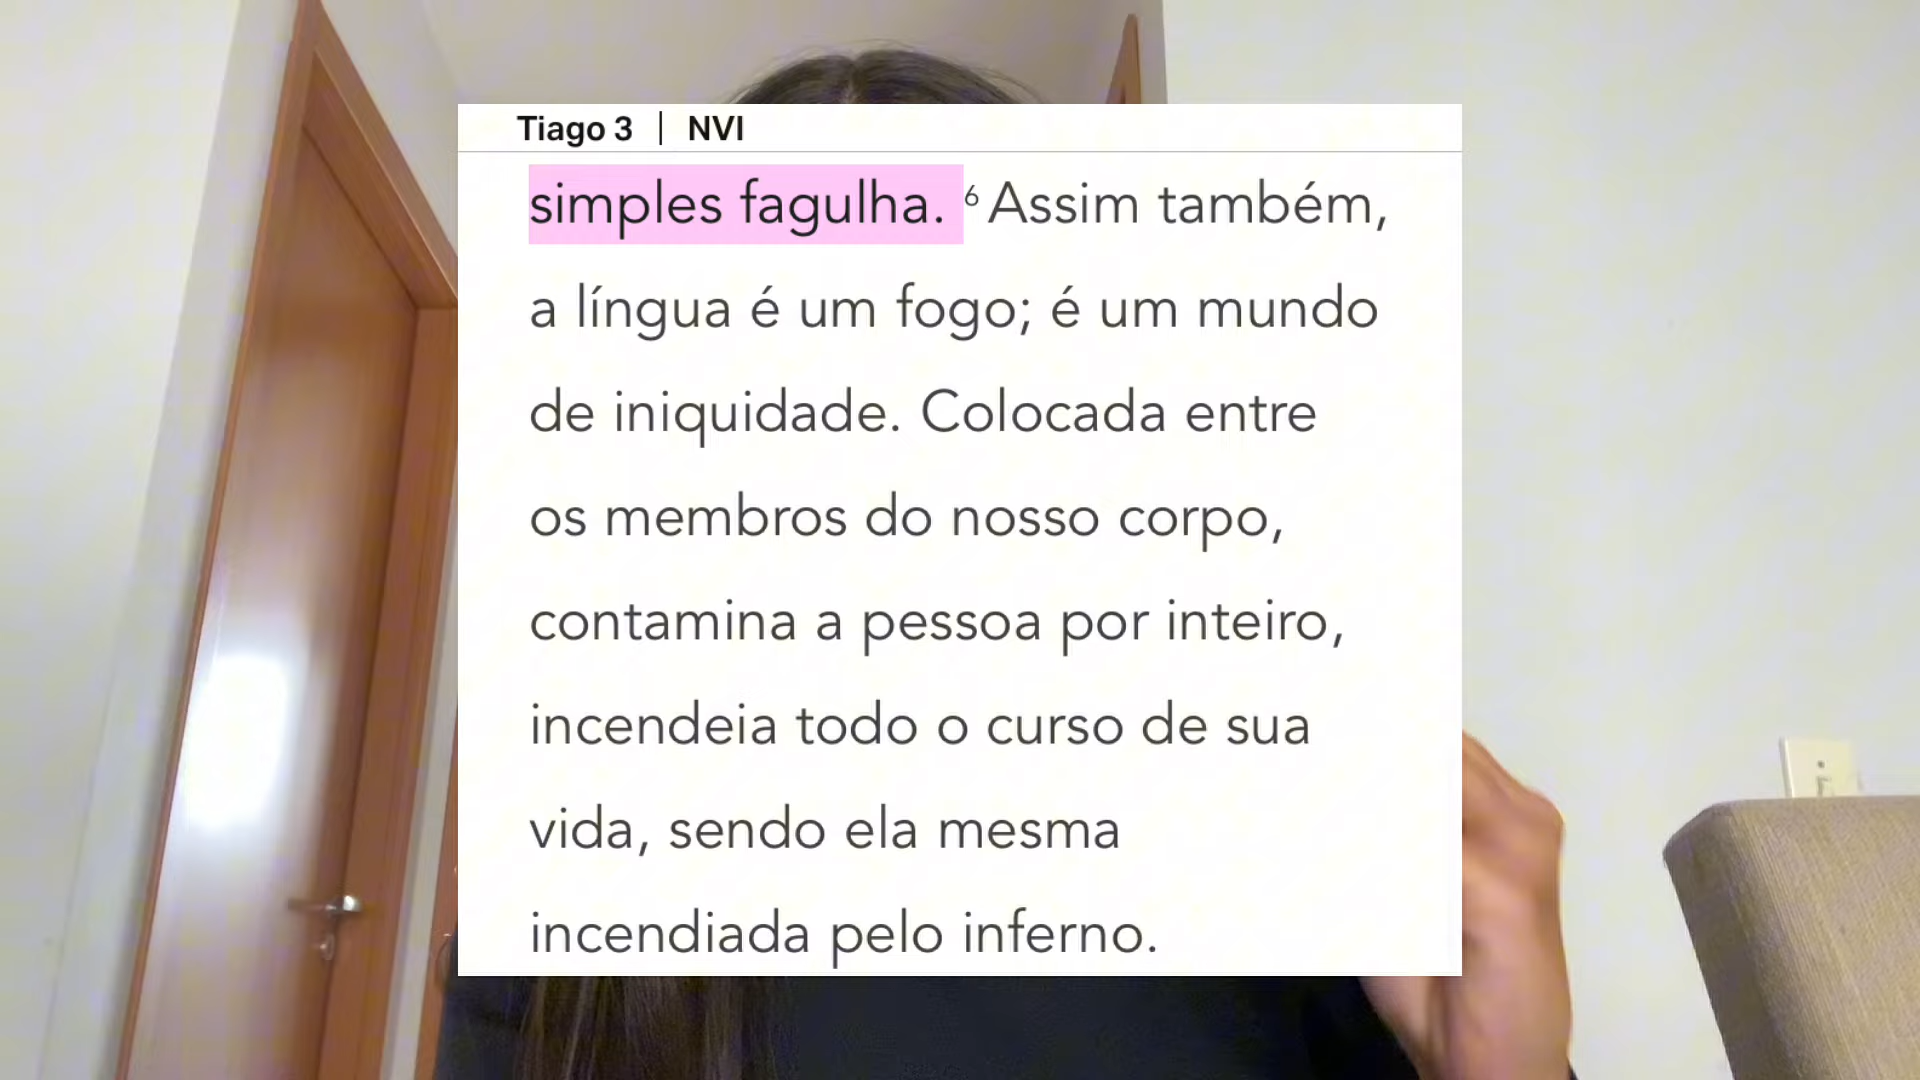 Tiago 3 | NVI
simples fagulha. 6 Assim também,
a língua é um fogo; é um mundo
de iniquidade. Colocada entre
os membros do nosso corpo,
contamina a pessoa por inteiro,
incendeia todo o curso de sua
vida, sendo ela mesma
incendiada pelo inferno.